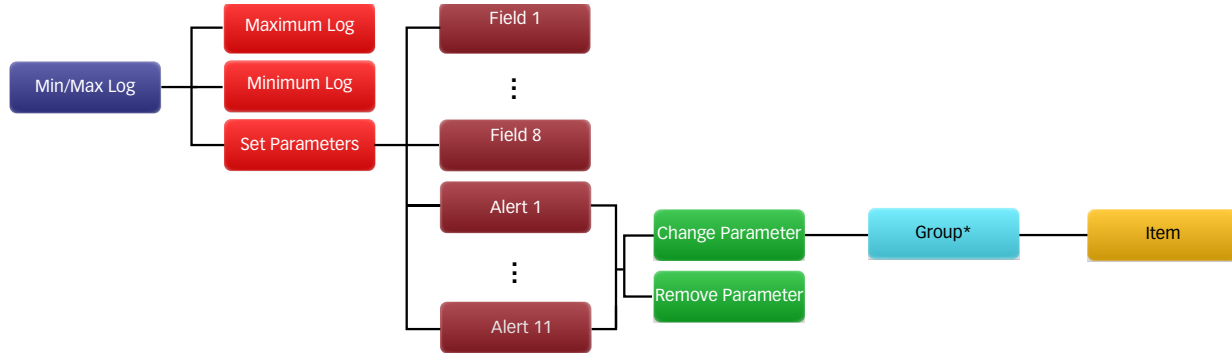 Min/Max Log
Maximum Log
Minimum Log
Set Parameters
Field 1
⋮
Field 8
Alert 1
⋮
Alert 11
Change Parameter
Remove Parameter
Group*
Item